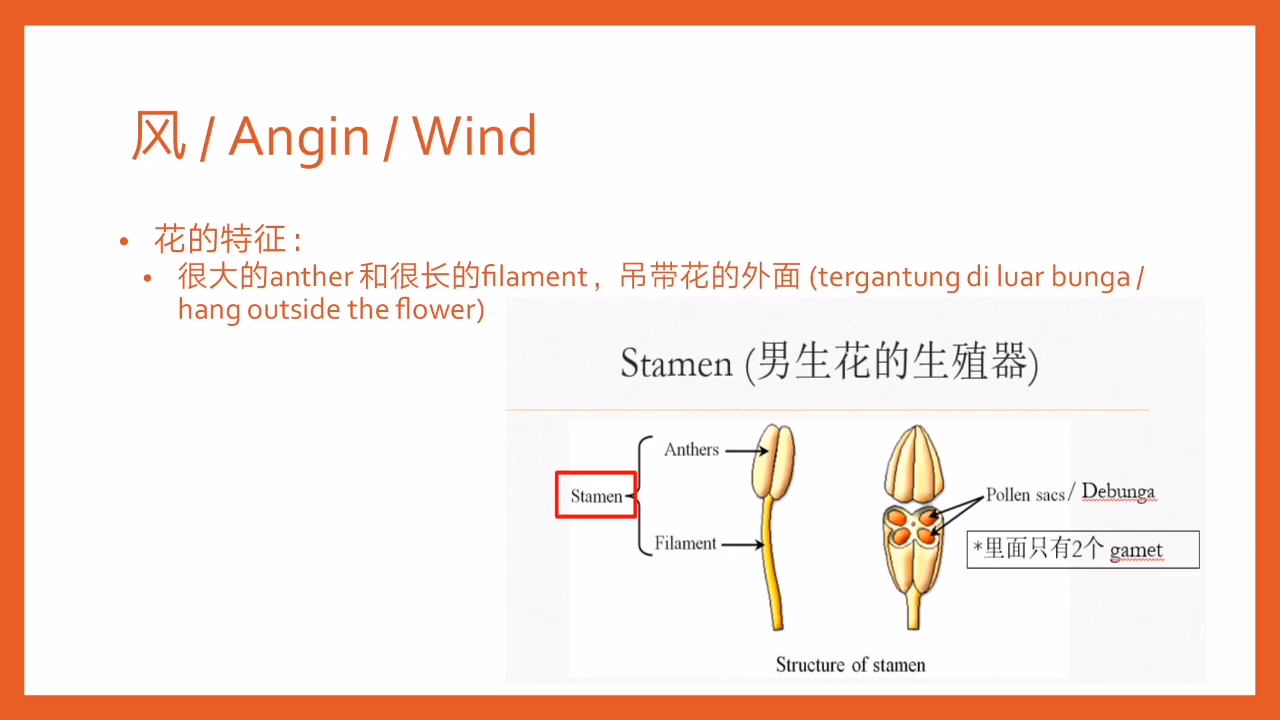 风 / Angin / Wind
• 花的特征 :
• 很大的anther 和很长的filament ，吊带花的外面 (tergantung di luar bunga /
hang outside the flower)
Stamen (男生花的生殖器)
Anthers
Stamen
Filament
Pollen sacs / Debunga
*里面只有2个 gamet
Structure of stamen